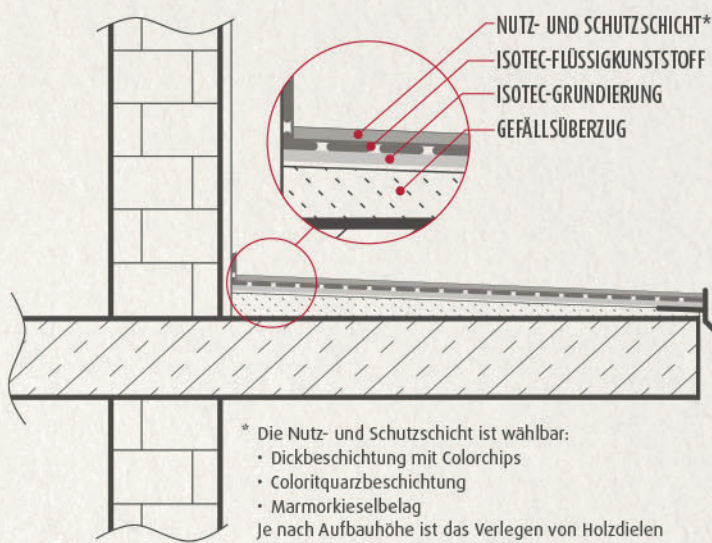 NUTZ- UND SCHUTZSCHICHT*
ISOTEC-FLÜSSIGKUNSTSTOFF
ISOTEC-GRUNDIERUNG
GEFÄLLSÜBERZUG
* Die Nutz- und Schutzschicht ist wählbar:
• Dickbeschichtung mit Colorchips
• Coloritquarzbeschichtung
• Marmorkieselbelag
Je nach Aufbauhöhe ist das Verlegen von Holzdielen